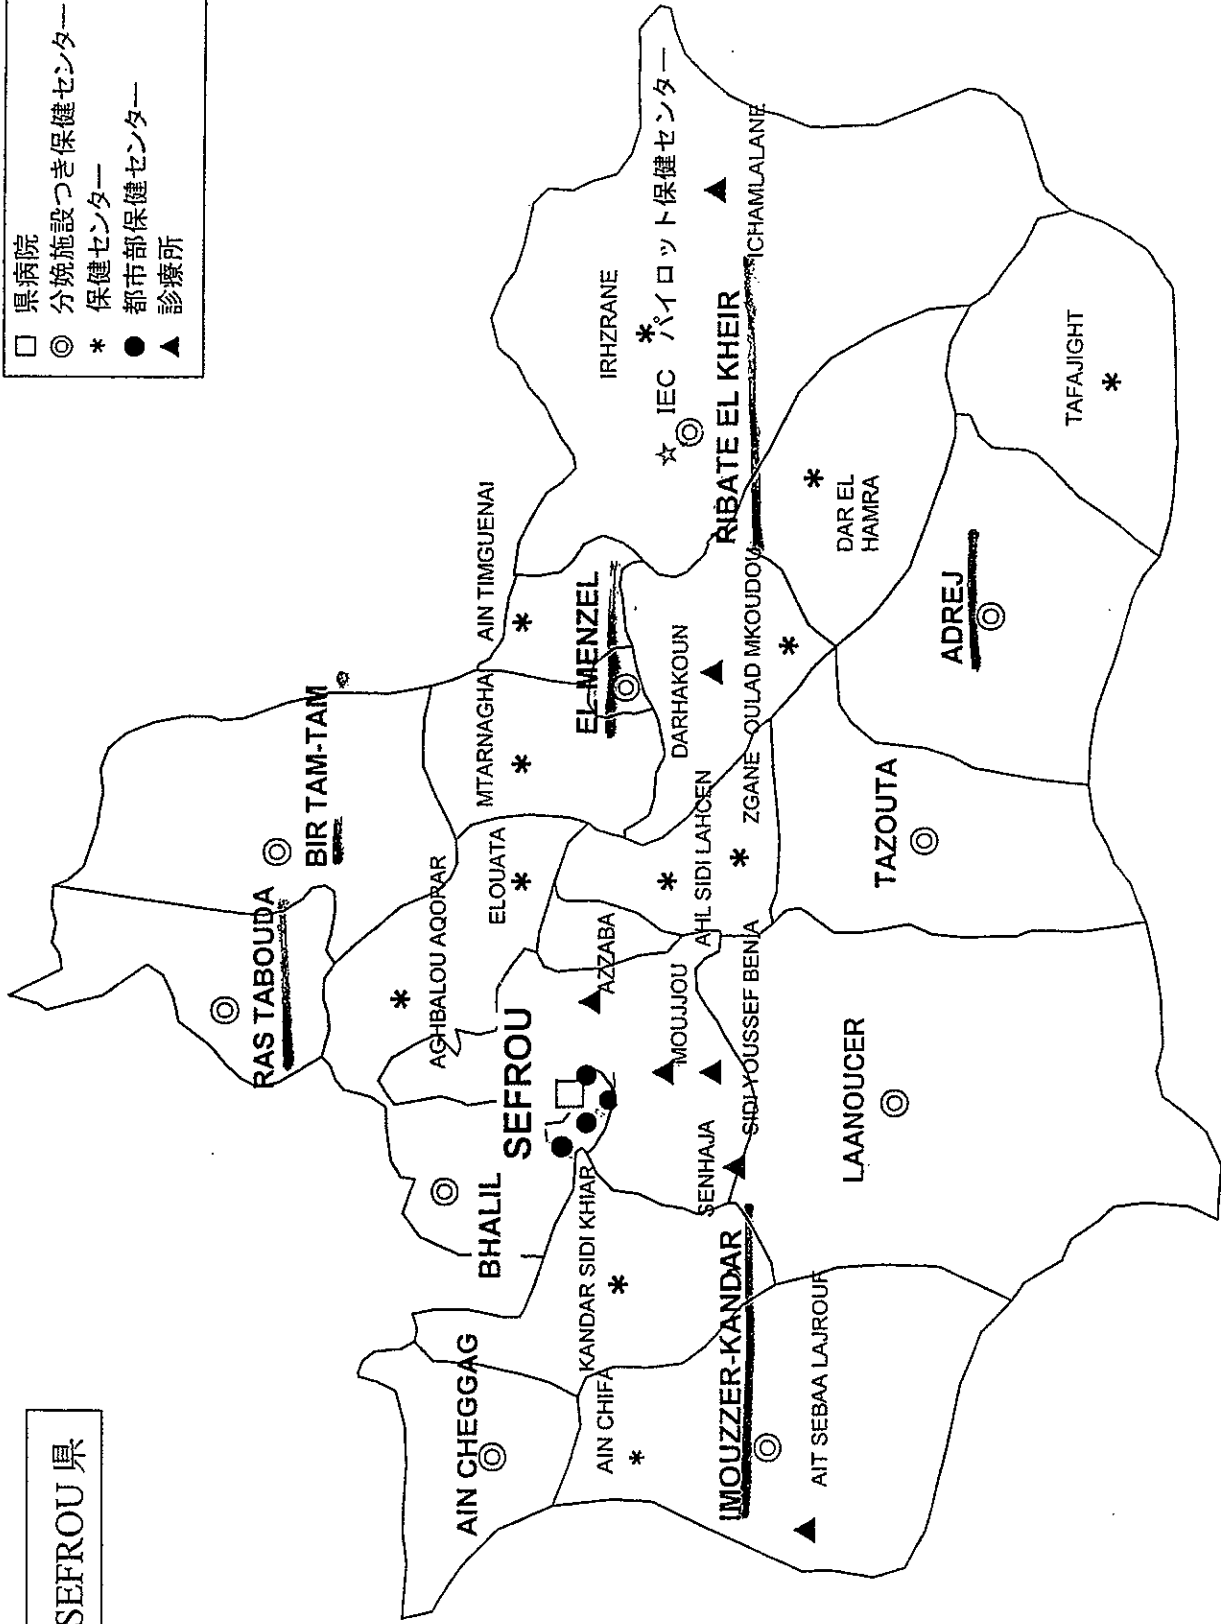 SEFROU 県
□ 県病院
◎ 分娩施設つき保健センター
* 保健センター
● 都市部保健センター
▲ 診療所
RAS TABOUDA
BIR TAM-TAM
AGHBALOU AQORAR
AIN CHEGGAG
BHALIL
SEFROU
ELOUATA
MTARNAGHA
AIN TIMGUENAI
AIN CHIFA
KANDAR SIDI KHIAR
AZZABA
EL MENZEL
IRHZRANE
☆ IEC パイロット保健センター
MOUJJOU
DARHAKOUN
SENHAJA
AHL SIDI LAHCEN
RIBATE EL KHEIR
IMOUZZER-KANDAR
SIDI YOUSSEF BENJA
ZGANE
OULAD MKOUDOU
ICHAMLALANE
AIT SEBAA LAJROUF
LAANOUCER
TAZOUTA
DAR EL
HAMRA
ADREJ
TAFAJIGHT